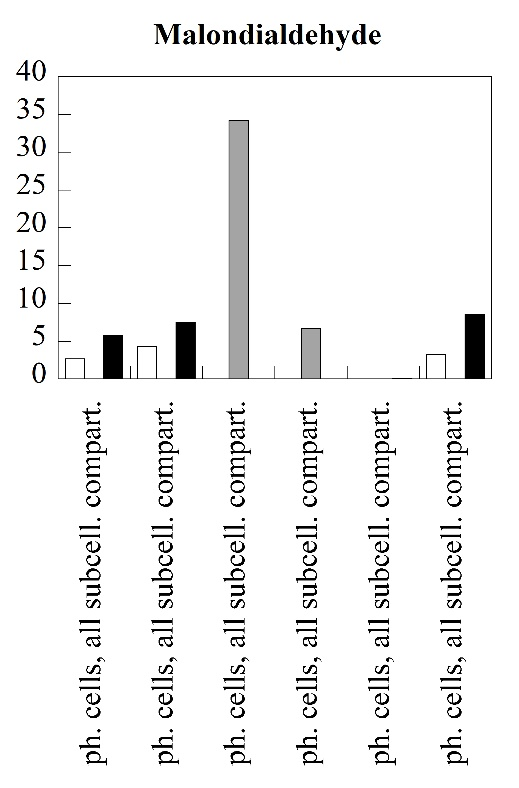 Malondialdehyde
40
35
30
25
20
15
10
5
0
ph. cells, all subcell. compart.
ph. cells, all subcell. compart.
ph. cells, all subcell. compart.
ph. cells, all subcell. compart.
ph. cells, all subcell. compart.
ph. cells, all subcell. compart.